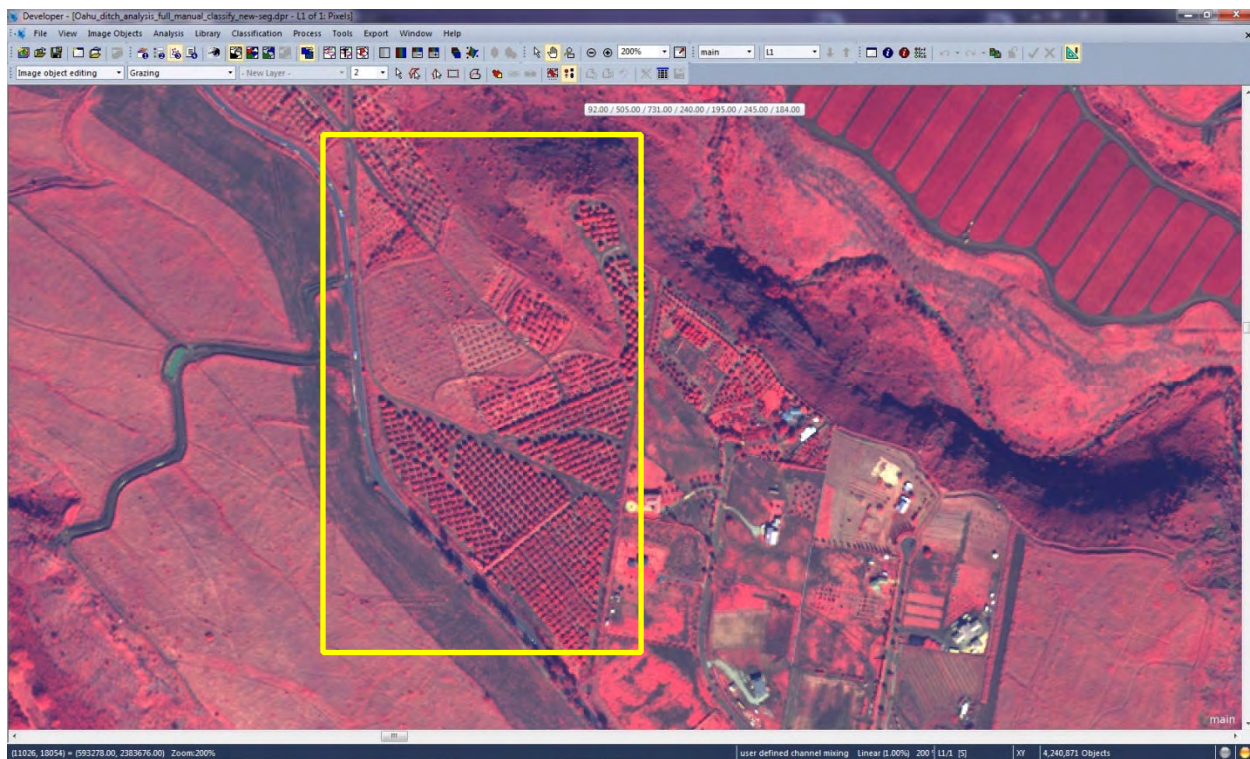 Developer - [Oahu_ditch_analysis_full_manual_classify_new-seg.dpr - L1 of 1: Pixels]
File View Image Objects Analysis Library Classification Process Tools Export Window Help
200% main L1
Image object editing Grazing - New Layer - 2
92.00 / 505.00 / 731.00 / 240.00 / 195.00 / 245.00 / 184.00
main
(11026, 18054) = (593278.00, 2383676.00) Zoom:200% user defined channel mixing Linear (1.00%) 200 L1/1 [S] XY 4,240,871 Objects